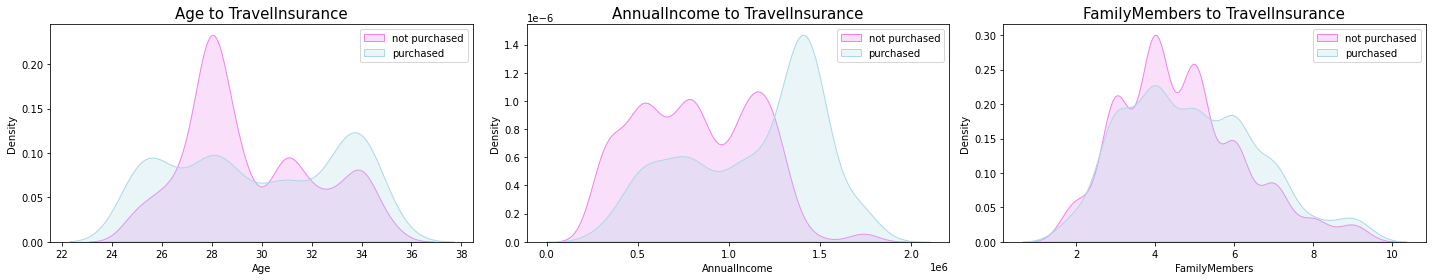 Age to TravelInsurance
not purchased
purchased
Density
0.20
0.15
0.10
0.05
0.00
22 24 26 28 30 32 34 36 38
Age
AnnualIncome to TravelInsurance
1e−6
not purchased
purchased
Density
1.4
1.2
1.0
0.8
0.6
0.4
0.2
0.0
0.0 0.5 1.0 1.5 2.0
1e6
AnnualIncome
FamilyMembers to TravelInsurance
not purchased
purchased
Density
0.30
0.25
0.20
0.15
0.10
0.05
0.00
2 4 6 8 10
FamilyMembers